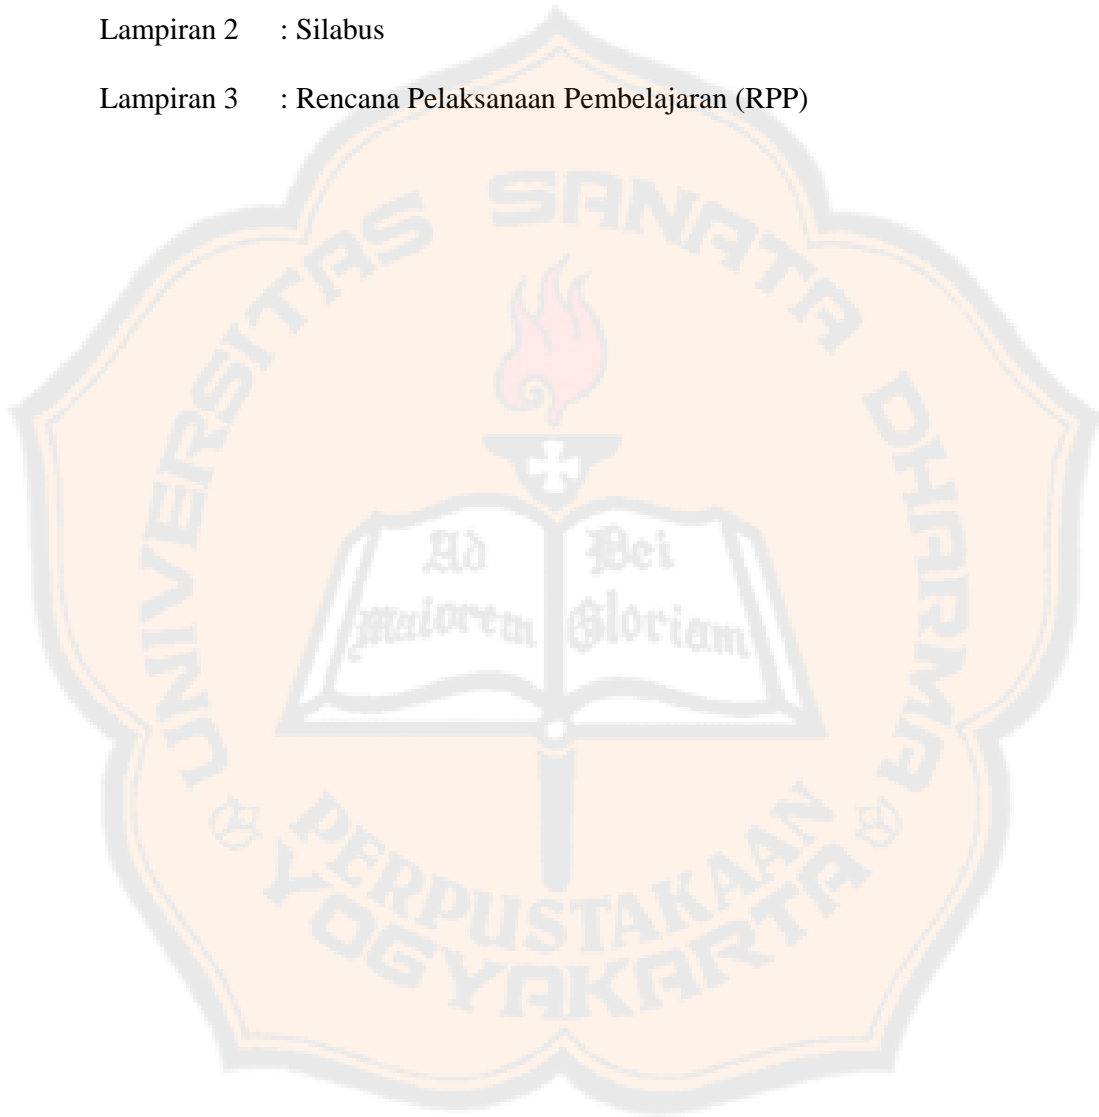 Lampiran 2 : Silabus
Lampiran 3 : Rencana Pelaksanaan Pembelajaran (RPP)
UNIVERSITAS SANATA DHARMA
Ad Dei
Maiorem Gloriam
PERPUSTAKAAN
YOGYAKARTA